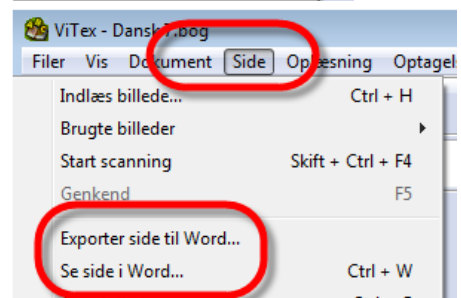 ViTex - Dansk 7.bog
Filer Vis Dokument Side Oplæsning
Indlæs billede... Ctrl + H
Brugte billeder
Start scanning Skift + Ctrl + F4
Genkend F5
Exporter side til Word...
Se side i Word... Ctrl + W